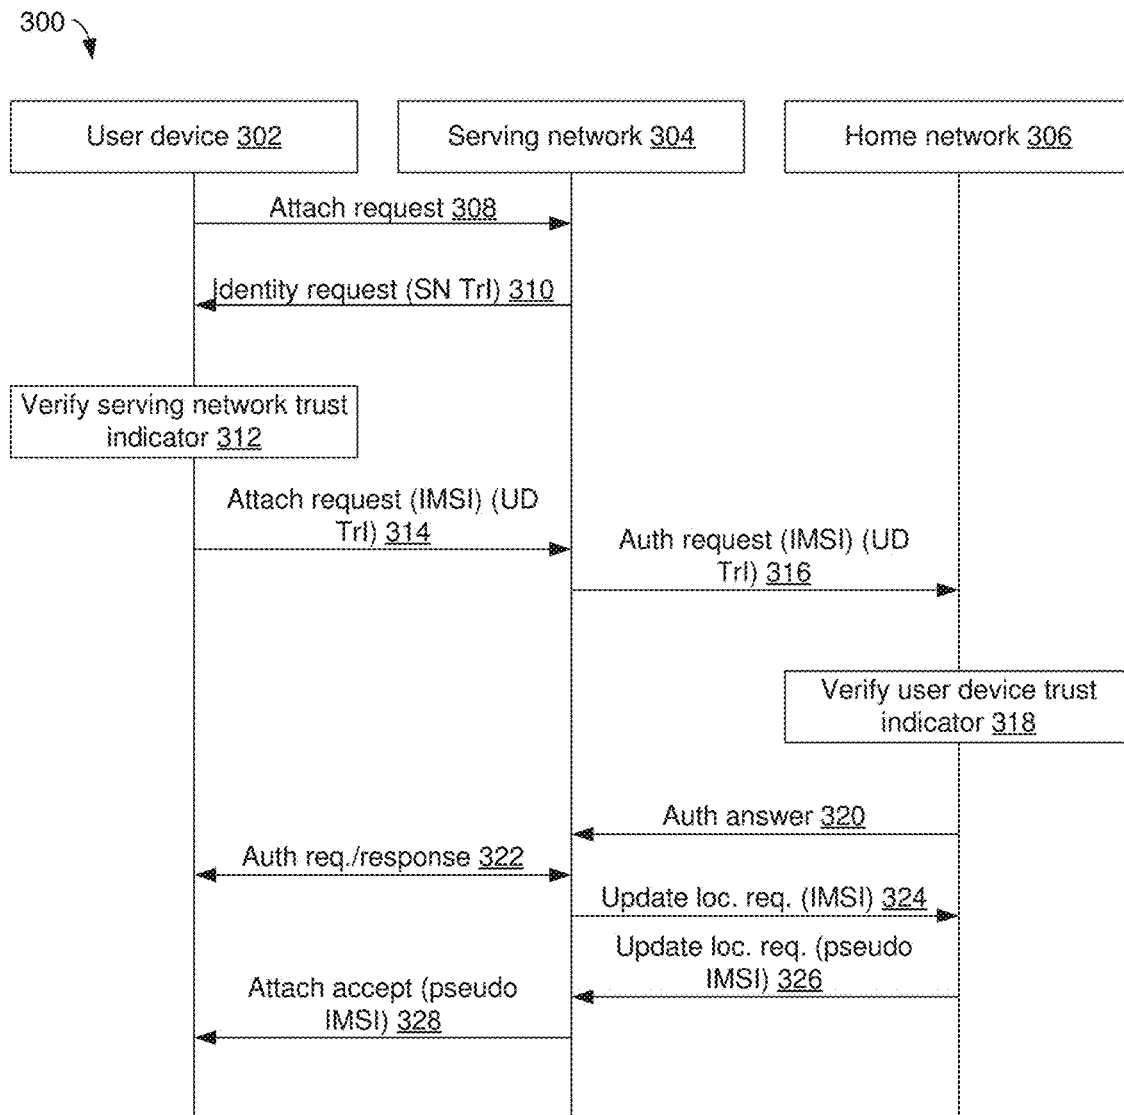 300
User device 302
Serving network 304
Home network 306
Attach request 308
Identity request (SN TrI) 310
Verify serving network trust
indicator 312
Attach request (IMSI) (UD
TrI) 314
Auth request (IMSI) (UD
TrI) 316
Verify user device trust
indicator 318
Auth answer 320
Auth req./response 322
Update loc. req. (IMSI) 324
Update loc. req. (pseudo
IMSI) 326
Attach accept (pseudo
IMSI) 328